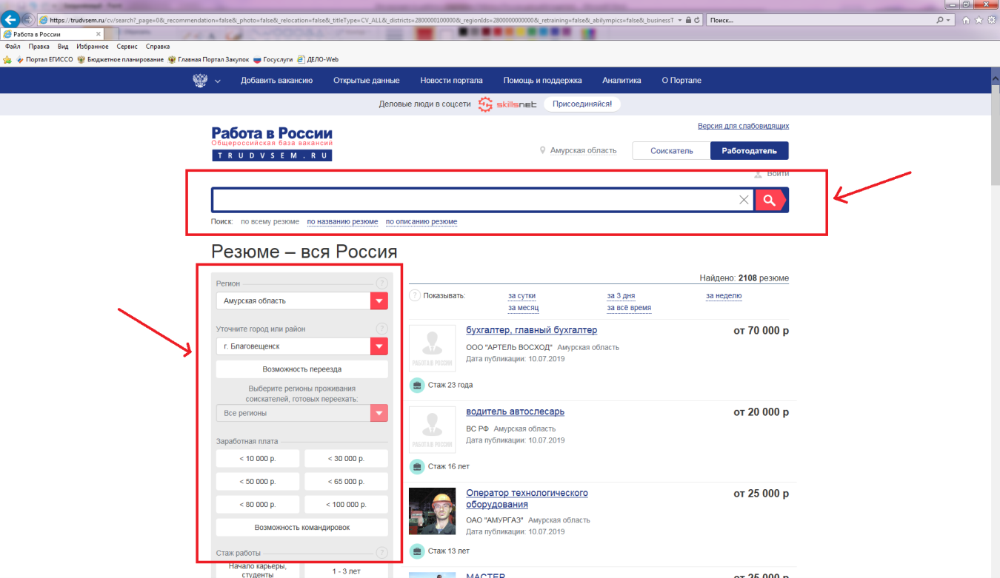 https://trudvsem.ru/cv/search?_page=0&_recommendation=false&_photo=false&_relocation=false&_titleType=CV_ALL&_districts=2800000100000&_regionIds=2800000000000&_training=false&_abilympics=false&_businessT
Поиск...
Работа в России
Файл Правка Вид Избранное Сервис Справка
Портал ЕГИССО Бюджетное планирование Главная Портал Закупок Госуслуги ДЕЛО-Web
Добавить вакансию Открытые данные Новости портала Помощь и поддержка Аналитика О Портале
Деловые люди в соцсети skillsnet Присоединяйся!
Версия для слабовидящих
Работа в России
Общероссийская база вакансий
TRUDVSEM.RU
Амурская область Соискатель Работодатель
Войти
Поиск: по всему резюме по названию резюме по описанию резюме
Резюме – вся Россия
Найдено: 2108 резюме
Регион ?
Амурская область
Уточните город или район ?
г. Благовещенск
Возможность переезда
Выберите регионы проживания
соискателей, готовых переехать:
Все регионы
Заработная плата
< 10 000 р. < 30 000 р.
< 50 000 р. < 65 000 р.
< 80 000 р. < 100 000 р.
Возможность командировок
Стаж работы ?
Начало карьеры,
студенты
1 - 3 лет
? Показывать: за сутки за 3 дня за неделю
за месяц за всё время
бухгалтер, главный бухгалтер от 70 000 р
ООО "АРТЕЛЬ ВОСХОД" Амурская область
Дата публикации: 10.07.2019
РАБОТА В РОССИИ
Стаж 23 года
водитель автослесарь от 20 000 р
ВС РФ Амурская область
Дата публикации: 10.07.2019
РАБОТА В РОССИИ
Стаж 16 лет
Оператор технологического
оборудования
от 25 000 р
ОАО "АМУРГАЗ" Амурская область
Дата публикации: 10.07.2019
Стаж 13 лет
МАСТЕР от 25 000 р